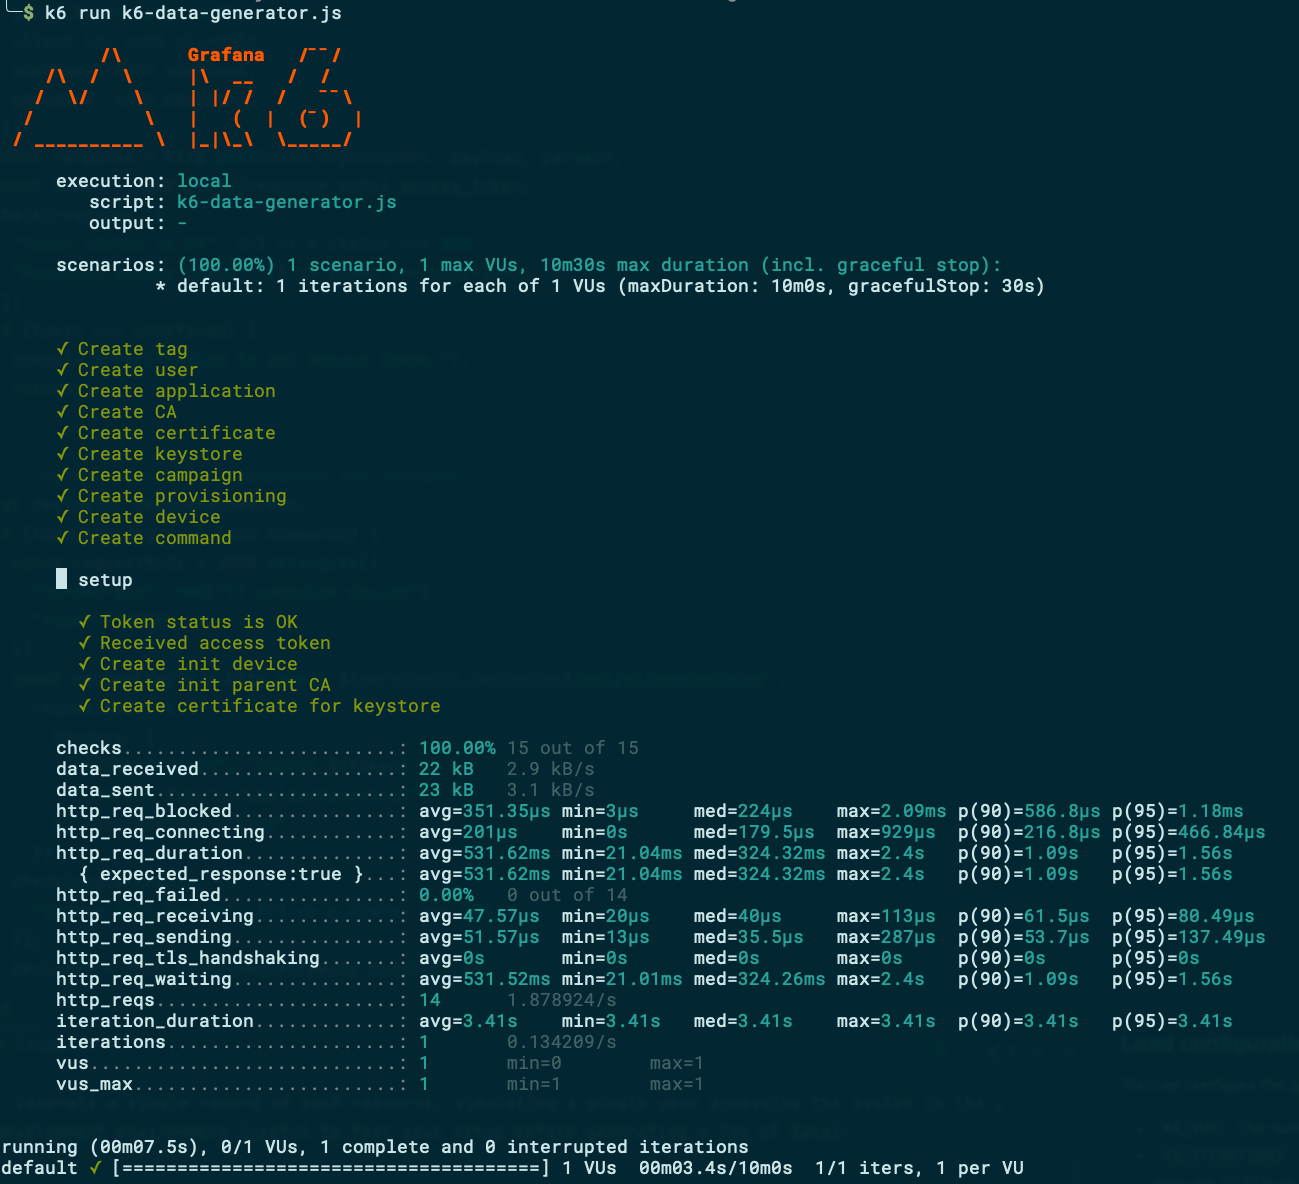 $ k6 run k6-data-generator.js
Grafana
execution: local
script: k6-data-generator.js
output: -
scenarios: (100.00%) 1 scenario, 1 max VUs, 10m30s max duration (incl. graceful stop):
* default: 1 iterations for each of 1 VUs (maxDuration: 10m0s, gracefulStop: 30s)
✓ Create tag
✓ Create user
✓ Create application
✓ Create CA
✓ Create certificate
✓ Create keystore
✓ Create campaign
✓ Create provisioning
✓ Create device
✓ Create command
█ setup
✓ Token status is OK
✓ Received access token
✓ Create init device
✓ Create init parent CA
✓ Create certificate for keystore
checks.........................: 100.00% 15 out of 15
data_received..................: 22 kB 2.9 kB/s
data_sent......................: 23 kB 3.1 kB/s
http_req_blocked...............: avg=351.35µs min=3µs med=224µs max=2.09ms p(90)=586.8µs p(95)=1.18ms
http_req_connecting............: avg=201µs min=0s med=179.5µs max=929µs p(90)=216.8µs p(95)=466.84µs
http_req_duration..............: avg=531.62ms min=21.04ms med=324.32ms max=2.4s p(90)=1.09s p(95)=1.56s
{ expected_response:true }...: avg=531.62ms min=21.04ms med=324.32ms max=2.4s p(90)=1.09s p(95)=1.56s
http_req_failed................: 0.00% 0 out of 14
http_req_receiving.............: avg=47.57µs min=20µs med=40µs max=113µs p(90)=61.5µs p(95)=80.49µs
http_req_sending...............: avg=51.57µs min=13µs med=35.5µs max=287µs p(90)=53.7µs p(95)=137.49µs
http_req_tls_handshaking.......: avg=0s min=0s med=0s max=0s p(90)=0s p(95)=0s
http_req_waiting...............: avg=531.52ms min=21.01ms med=324.26ms max=2.4s p(90)=1.09s p(95)=1.56s
http_reqs......................: 14 1.878924/s
iteration_duration.............: avg=3.41s min=3.41s med=3.41s max=3.41s p(90)=3.41s p(95)=3.41s
iterations.....................: 1 0.134209/s
vus............................: 1 min=0 max=1
vus_max........................: 1 min=1 max=1
running (00m07.5s), 0/1 VUs, 1 complete and 0 interrupted iterations
default ✓ [======================================] 1 VUs 00m03.4s/10m0s 1/1 iters, 1 per VU